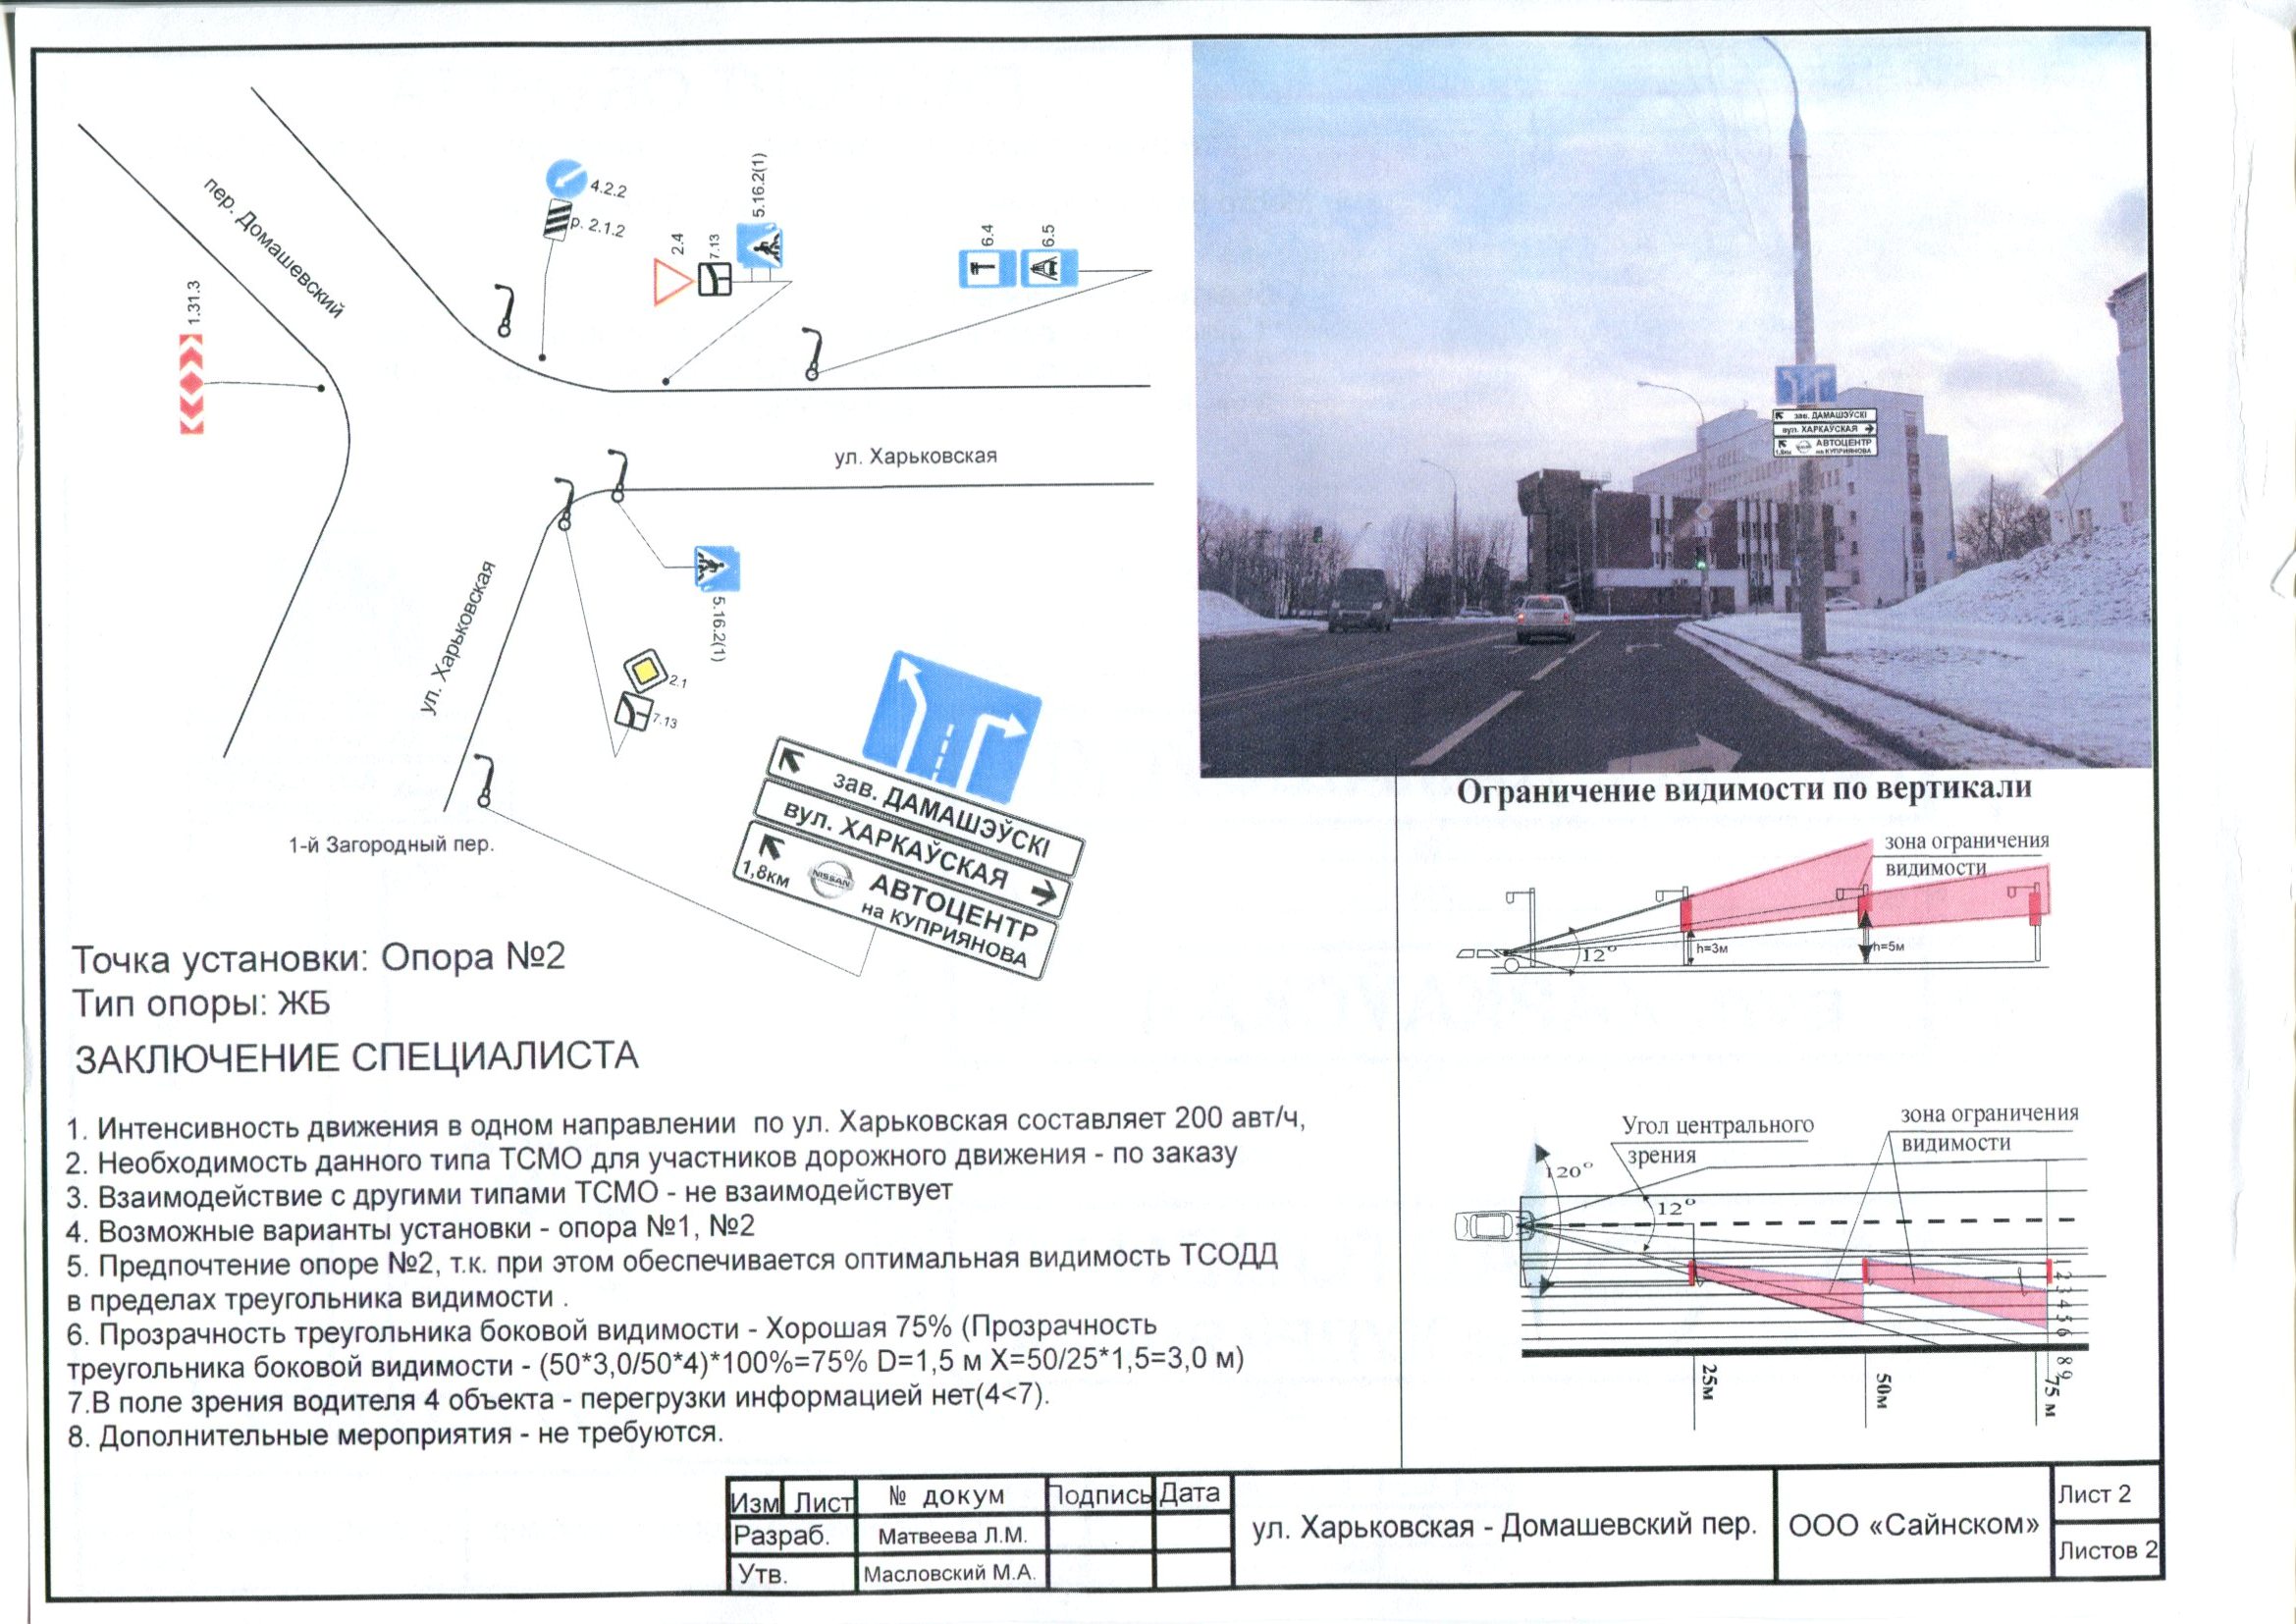 пер. Домашевский
1.31.3
4.2.2
р. 2.1.2
2.4
7.13
5.16.2(1)
6.4
6.5
ул. Харьковская
ул. Харьковская
5.16.2(1)
2.1
7.13
1-й Загородный пер.
зав. ДАМАШЭЎСКІ
вул. ХАРКАЎСКАЯ
1,8км NISSAN АВТОЦЕНТР
на КУПРИЯНОВА
зав. ДАМАШЭЎСКІ
вул. ХАРКАЎСКАЯ
АВТОЦЕНТР
1,8км на КУПРИЯНОВА
Ограничение видимости по вертикали
зона ограничения
видимости
12°
h=3м
h=5м
Угол центрального
зрения
зона ограничения
видимости
120°
12°
1 2 3 4 5 6 8 9
25м
50м
75 м
Точка установки: Опора №2
Тип опоры: ЖБ
ЗАКЛЮЧЕНИЕ СПЕЦИАЛИСТА
1. Интенсивность движения в одном направлении по ул. Харьковская составляет 200 авт/ч,
2. Необходимость данного типа ТСМО для участников дорожного движения - по заказу
3. Взаимодействие с другими типами ТСМО - не взаимодействует
4. Возможные варианты установки - опора №1, №2
5. Предпочтение опоре №2, т.к. при этом обеспечивается оптимальная видимость ТСОДД
в пределах треугольника видимости .
6. Прозрачность треугольника боковой видимости - Хорошая 75% (Прозрачность
треугольника боковой видимости - (50*3,0/50*4)*100%=75% D=1,5 м X=50/25*1,5=3,0 м)
7.В поле зрения водителя 4 объекта - перегрузки информацией нет(4<7).
8. Дополнительные мероприятия - не требуются.
Изм Лист № докум Подпись Дата
Разраб. Матвеева Л.М.
Утв. Масловский М.А.
ул. Харьковская - Домашевский пер.
ООО «Сайнском»
Лист 2
Листов 2